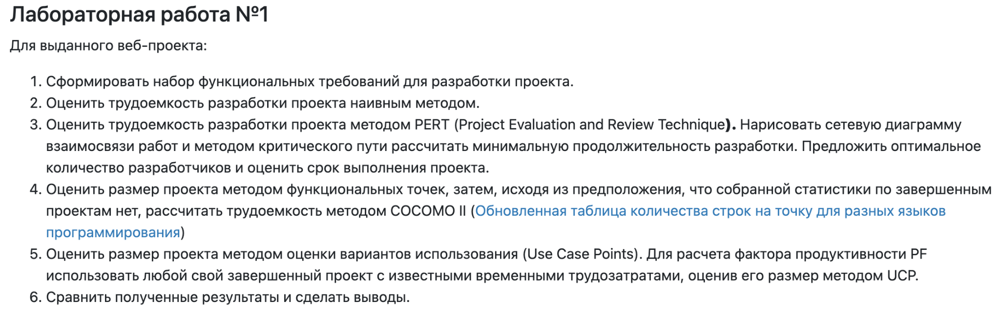 Лабораторная работа №1
Для выданного веб-проекта:
1. Сформировать набор функциональных требований для разработки проекта.
2. Оценить трудоемкость разработки проекта наивным методом.
3. Оценить трудоемкость разработки проекта методом PERT (Project Evaluation and Review Technique). Нарисовать сетевую диаграмму
взаимосвязи работ и методом критического пути рассчитать минимальную продолжительность разработки. Предложить оптимальное
количество разработчиков и оценить срок выполнения проекта.
4. Оценить размер проекта методом функциональных точек, затем, исходя из предположения, что собранной статистики по завершенным
проектам нет, рассчитать трудоемкость методом COCOMO II (Обновленная таблица количества строк на точку для разных языков
программирования)
5. Оценить размер проекта методом оценки вариантов использования (Use Case Points). Для расчета фактора продуктивности PF
использовать любой свой завершенный проект с известными временными трудозатратами, оценив его размер методом UCP.
6. Сравнить полученные результаты и сделать выводы.